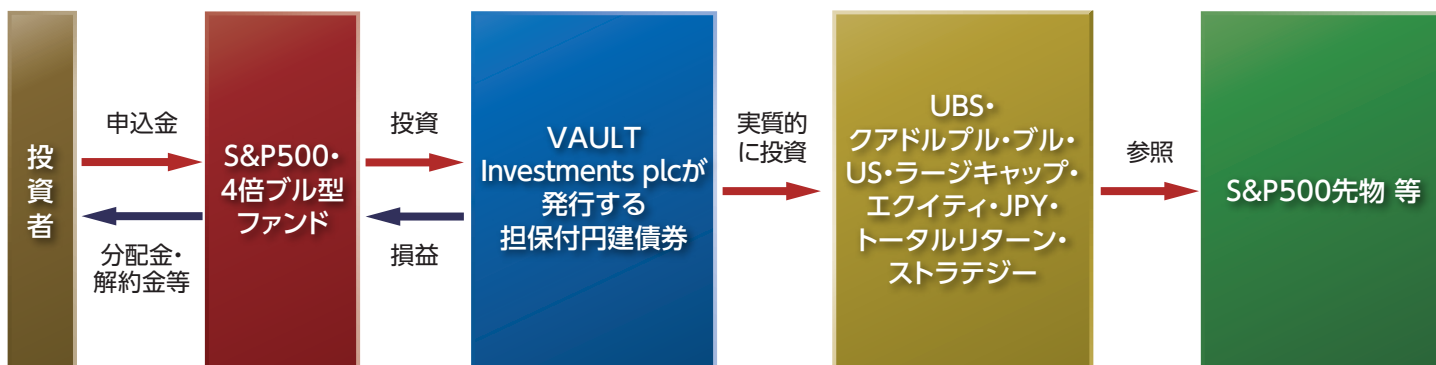 投資者
申込金
分配金・
解約金等
S&P500・
4倍ブル型
ファンド
投資
損益
VAULT
Investments plcが
発行する
担保付円建債券
実質的
に投資
UBS・
クアドルプル・ブル・
US・ラージキャップ・
エクイティ・JPY・
トータルリターン・
ストラテジー
参照
S&P500先物 等